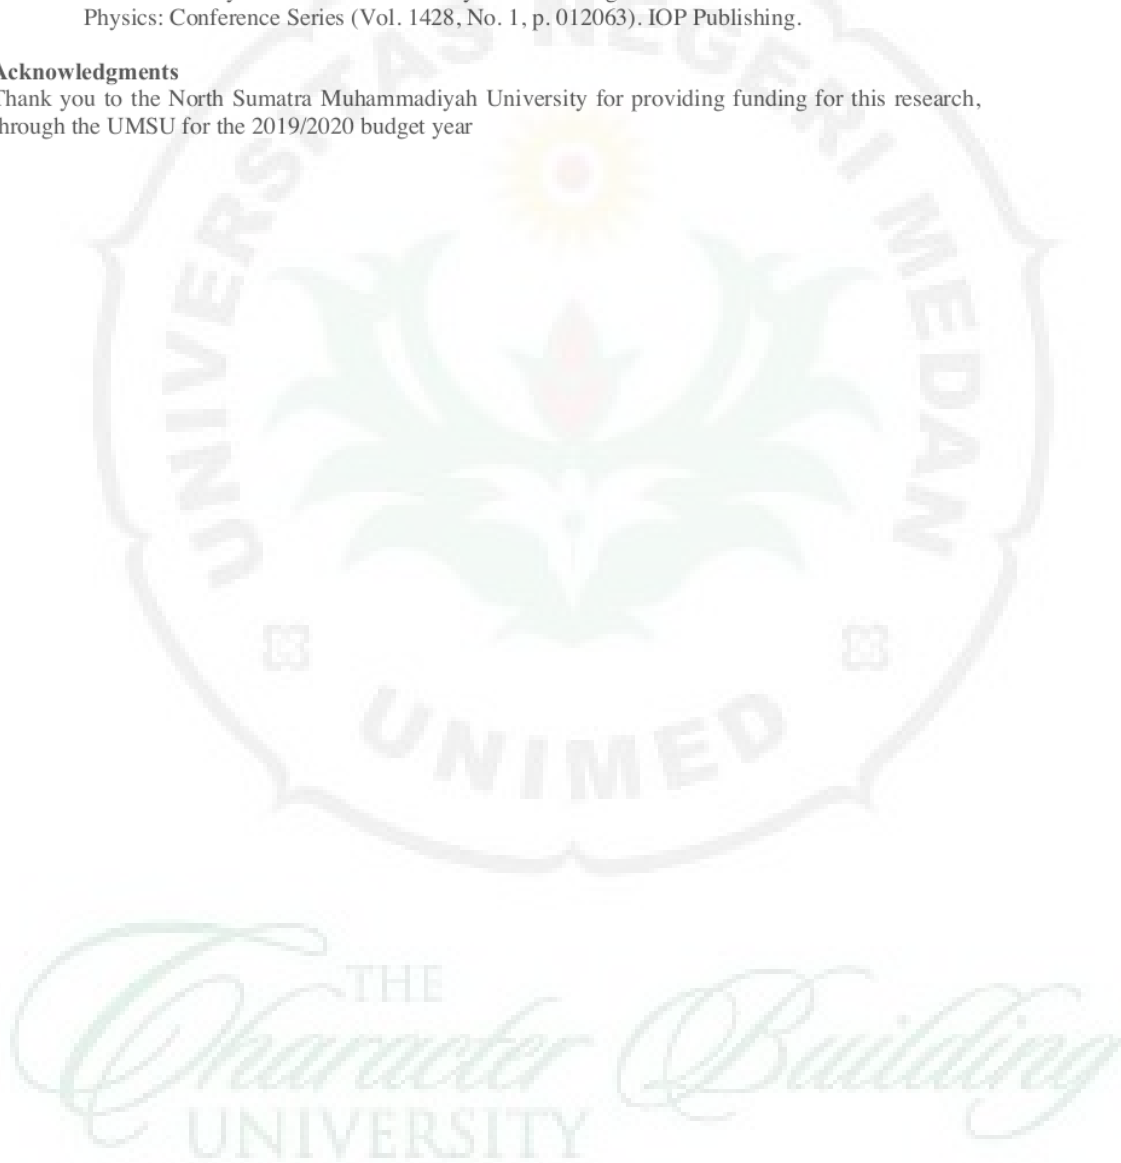 Physics: Conference Series (Vol. 1428, No. 1, p. 012063). IOP Publishing.
Acknowledgments
Thank you to the North Sumatra Muhammadiyah University for providing funding for this research,
through the UMSU for the 2019/2020 budget year
UNIVERSITAS NEGERI MEDAN
UNIMED
THE
Character Building
UNIVERSITY